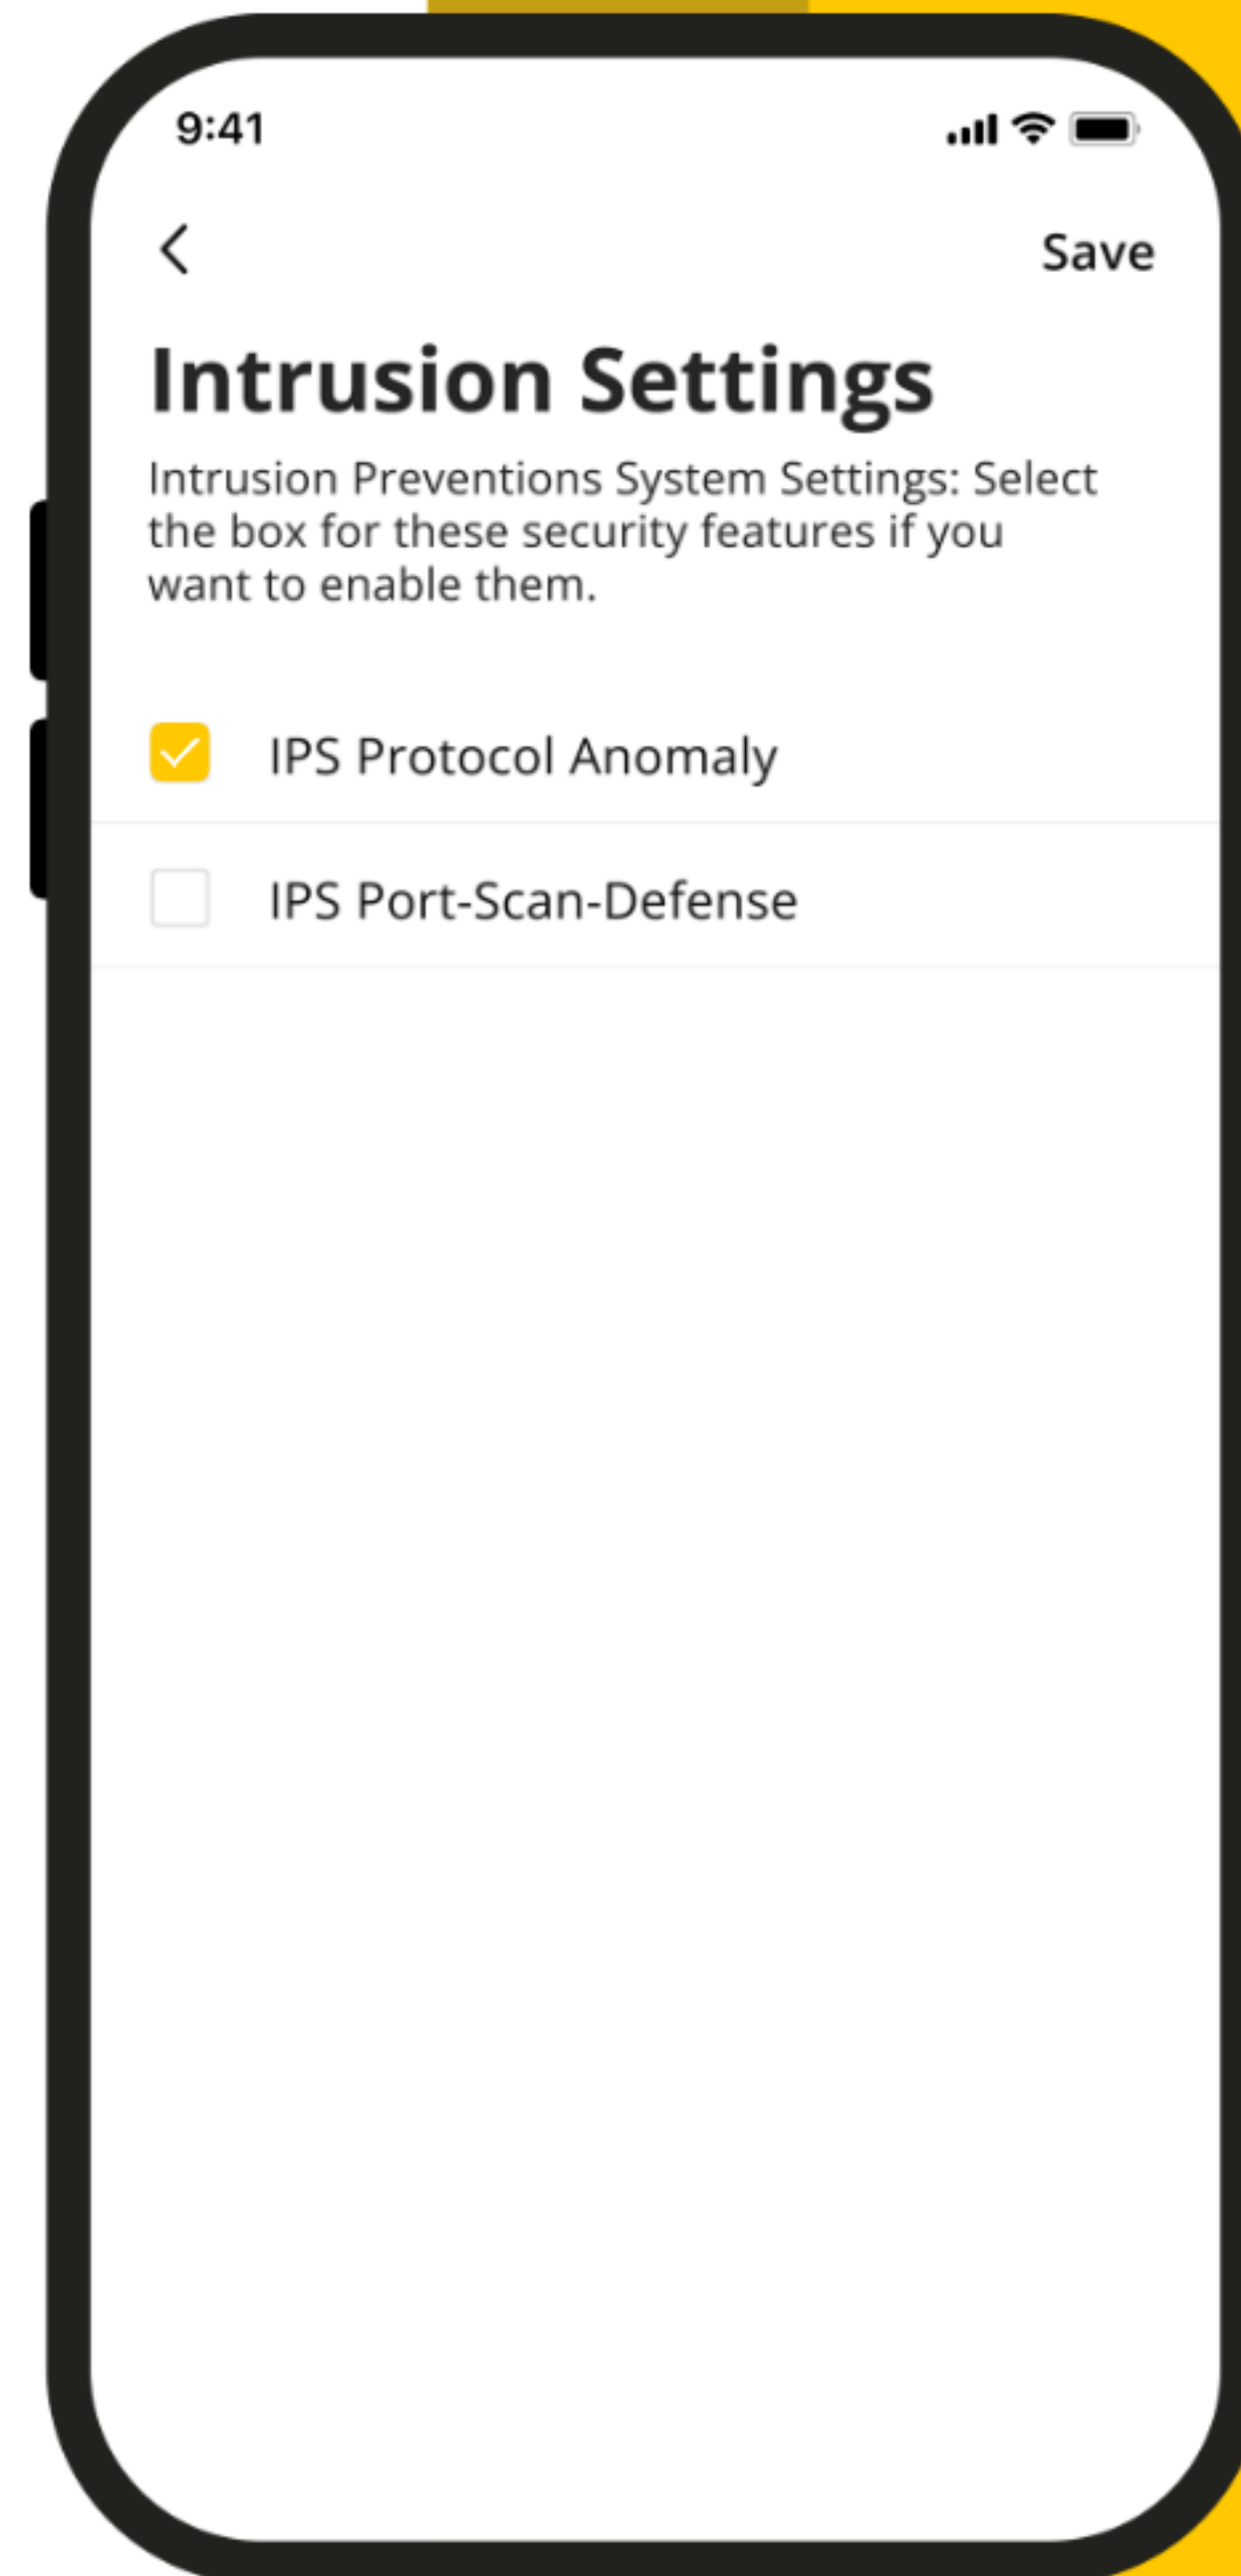 9:41
Save
Intrusion Settings
Intrusion Preventions System Settings: Select
the box for these security features if you
want to enable them.
IPS Protocol Anomaly
IPS Port-Scan-Defense